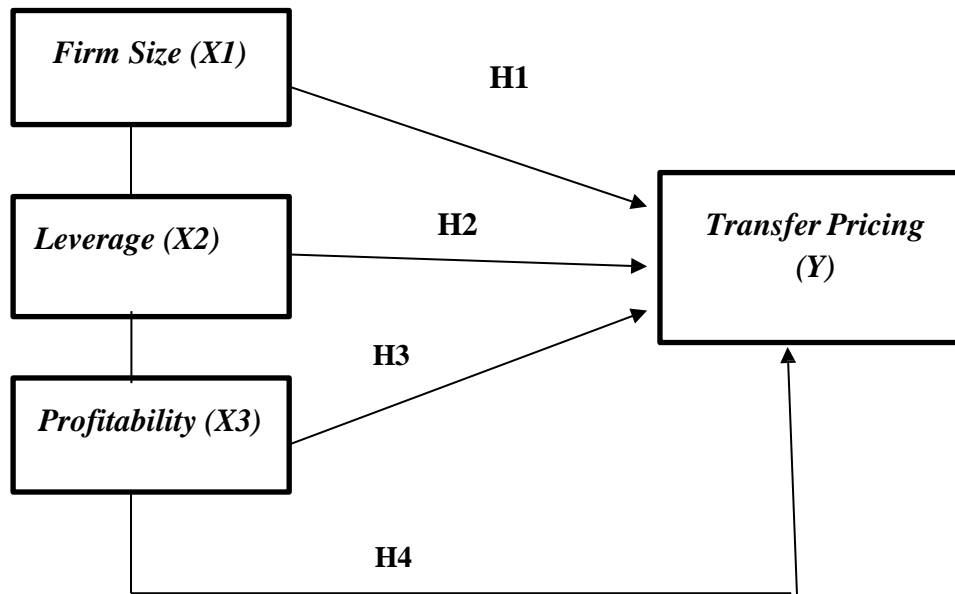 Firm Size (X1)
H1
Leverage (X2)
H2
Transfer Pricing
(Y)
H3
Profitability (X3)
H4